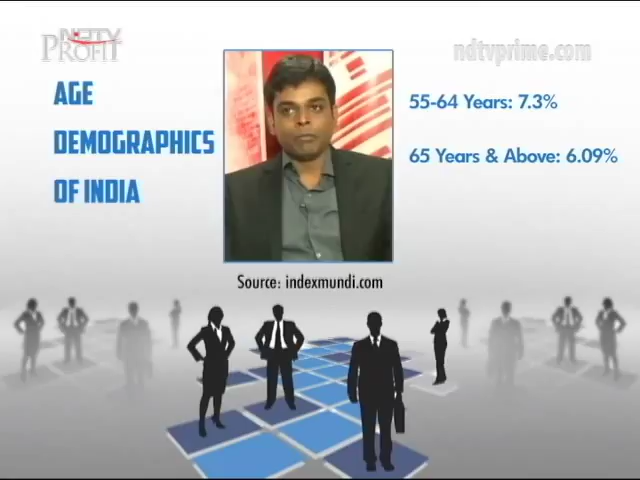 NDTV
PROFIT
ndtvprime.com
AGE
DEMOGRAPHICS
OF INDIA
55-64 Years: 7.3%
65 Years & Above: 6.09%
Source: indexmundi.com